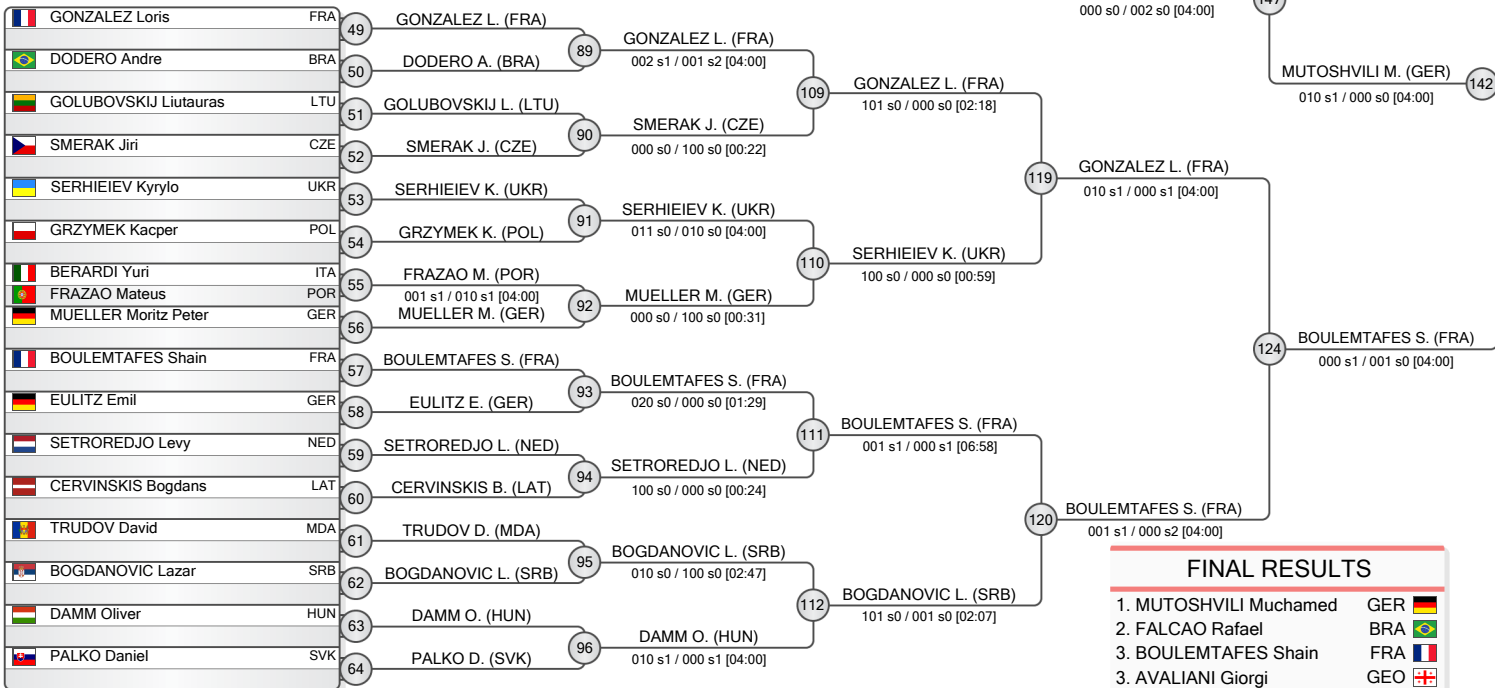 GONZALEZ Loris FRA
DODERO Andre BRA
GOLUBOVSKIJ Liutauras LTU
SMERAK Jiri CZE
SERHIEIEV Kyrylo UKR
GRZYMEK Kacper POL
BERARDI Yuri ITA
FRAZAO Mateus POR
MUELLER Moritz Peter GER
BOULEMTAFES Shain FRA
EULITZ Emil GER
SETROREDJO Levy NED
CERVINSKIS Bogdans LAT
TRUDOV David MDA
BOGDANOVIC Lazar SRB
DAMM Oliver HUN
PALKO Daniel SVK
49
50
51
52
53
54
55
56
57
58
59
60
61
62
63
64
GONZALEZ L. (FRA)
DODERO A. (BRA)
GOLUBOVSKIJ L. (LTU)
SMERAK J. (CZE)
SERHIEIEV K. (UKR)
GRZYMEK K. (POL)
FRAZAO M. (POR)
001 s1 / 010 s1 [04:00]
MUELLER M. (GER)
BOULEMTAFES S. (FRA)
EULITZ E. (GER)
SETROREDJO L. (NED)
CERVINSKIS B. (LAT)
TRUDOV D. (MDA)
BOGDANOVIC L. (SRB)
DAMM O. (HUN)
PALKO D. (SVK)
89
90
91
92
93
94
95
96
GONZALEZ L. (FRA)
002 s1 / 001 s2 [04:00]
SMERAK J. (CZE)
000 s0 / 100 s0 [00:22]
SERHIEIEV K. (UKR)
011 s0 / 010 s0 [04:00]
MUELLER M. (GER)
000 s0 / 100 s0 [00:31]
BOULEMTAFES S. (FRA)
020 s0 / 000 s0 [01:29]
SETROREDJO L. (NED)
100 s0 / 000 s0 [00:24]
BOGDANOVIC L. (SRB)
010 s0 / 100 s0 [02:47]
DAMM O. (HUN)
010 s1 / 000 s1 [04:00]
109
110
111
112
GONZALEZ L. (FRA)
101 s0 / 000 s0 [02:18]
SERHIEIEV K. (UKR)
100 s0 / 000 s0 [00:59]
BOULEMTAFES S. (FRA)
001 s1 / 000 s1 [06:58]
BOGDANOVIC L. (SRB)
101 s0 / 001 s0 [02:07]
119
120
GONZALEZ L. (FRA)
010 s1 / 000 s1 [04:00]
BOULEMTAFES S. (FRA)
001 s1 / 000 s2 [04:00]
124
BOULEMTAFES S. (FRA)
000 s1 / 001 s0 [04:00]
000 s0 / 002 s0 [04:00]
MUTOSHVILI M. (GER)
010 s1 / 000 s0 [04:00]
142
FINAL RESULTS
1. MUTOSHVILI Muchamed GER
2. FALCAO Rafael BRA
3. BOULEMTAFES Shain FRA
3. AVALIANI Giorgi GEO